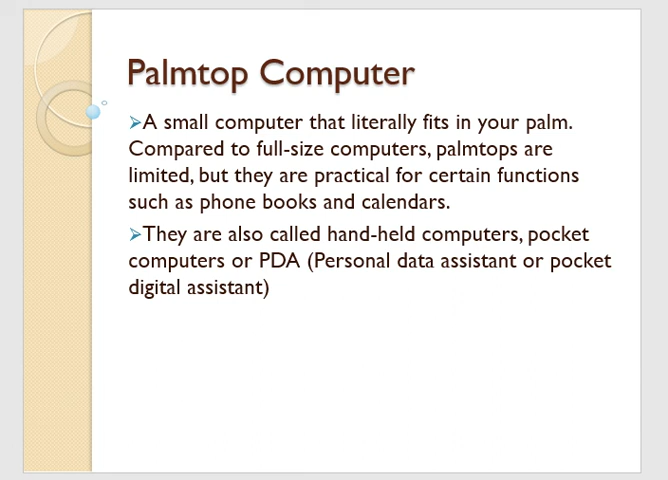 Palmtop Computer
➢A small computer that literally fits in your palm.
Compared to full-size computers, palmtops are
limited, but they are practical for certain functions
such as phone books and calendars.
➢They are also called hand-held computers, pocket
computers or PDA (Personal data assistant or pocket
digital assistant)